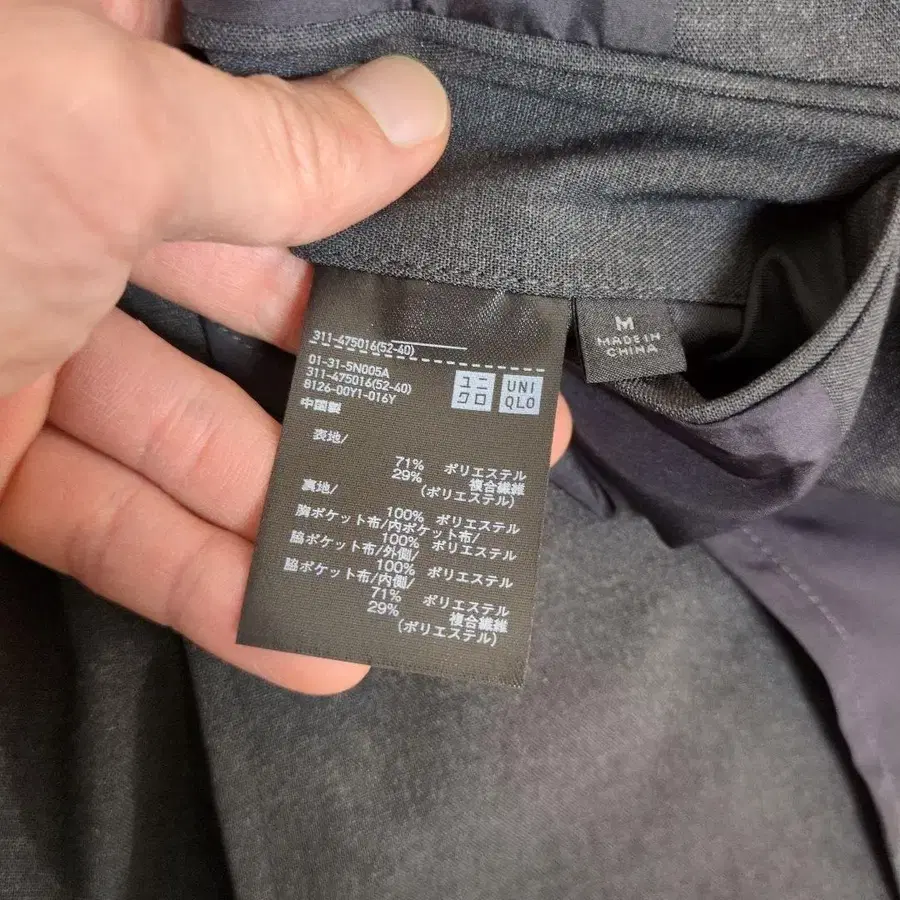 311-475016(52-40)
01-31-5N005A
311-475016(52-40)
8126-00Y1-016Y
中国製
ユニ
クロ
UNI
QLO
表地/
71% ポリエステル
29% 複合繊維
(ポリエステル)
裏地/
100% ポリエステル
胸ポケット布/内ポケット布/
100% ポリエステル
脇ポケット布/外側/
100% ポリエステル
脇ポケット布/内側/
71% ポリエステル
29% 複合繊維
(ポリエステル)
M
MADE IN
CHINA